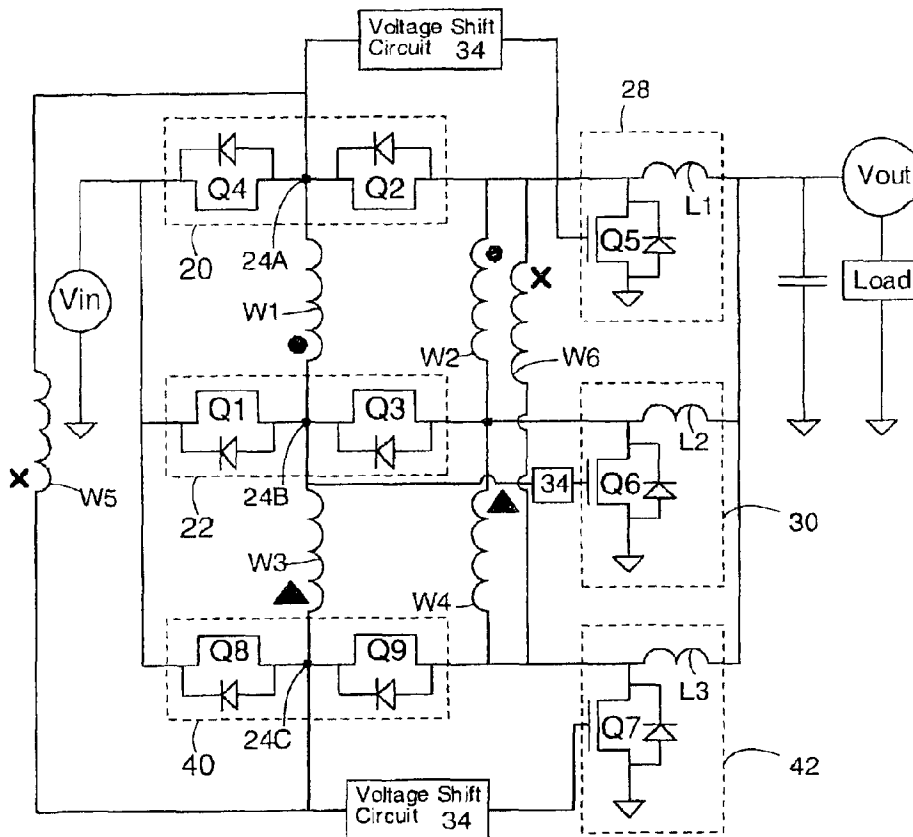 Voltage Shift
Circuit 34
28
Q4
Q2
Vout
L1
20
24A
Q5
Load
Vin
W1
W2
W6
Q1
Q3
L2
Q6
34
W5
22
24B
30
W3
W4
Q8
Q9
L3
Q7
40
24C
42
Voltage Shift
Circuit 34